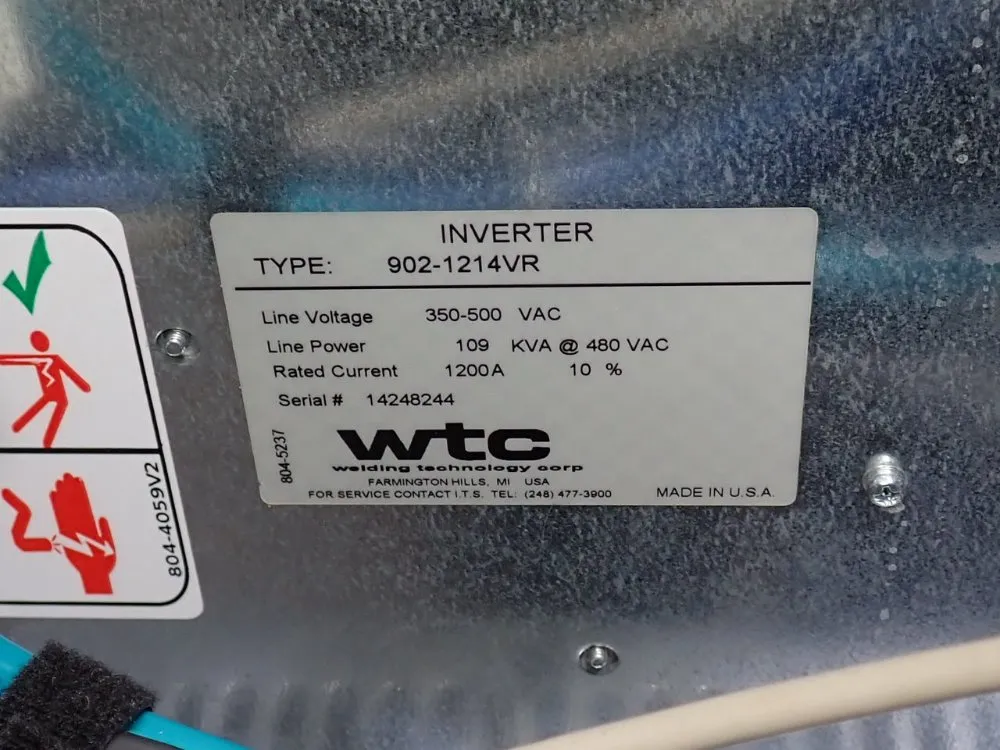 INVERTER
TYPE: 902-1214VR
Line Voltage 350-500 VAC
Line Power 109 KVA @ 480 VAC
Rated Current 1200A 10 %
Serial # 14248244
804-5237
wtc
welding technology corp
FARMINGTON HILLS, MI USA
FOR SERVICE CONTACT I.T.S. TEL: (248) 477-3900
MADE IN U.S.A.
804-4059V2